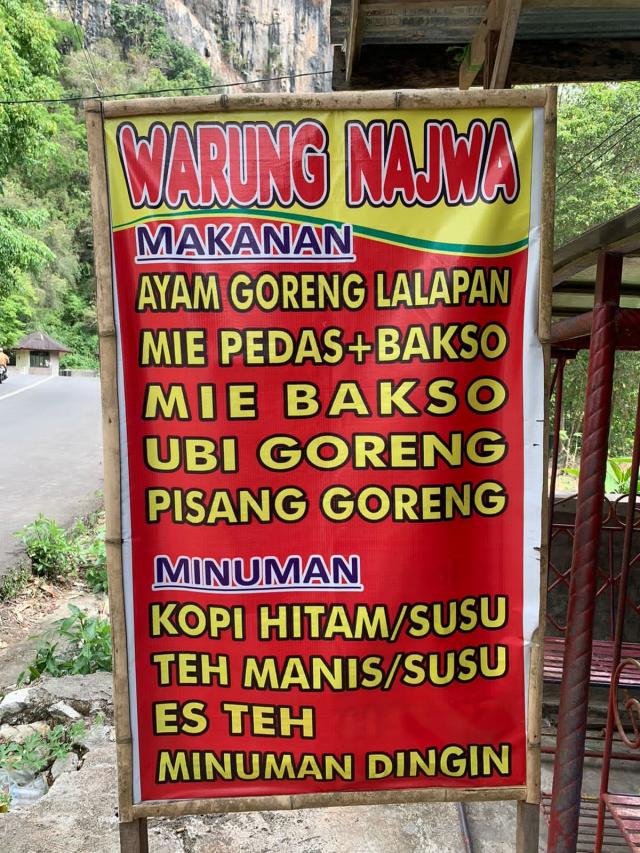 WARUNG NAJWA
MAKANAN
AYAM GORENG LALAPAN
MIE PEDAS+BAKSO
MIE BAKSO
UBI GORENG
PISANG GORENG
MINUMAN
KOPI HITAM/SUSU
TEH MANIS/SUSU
ES TEH
MINUMAN DINGIN